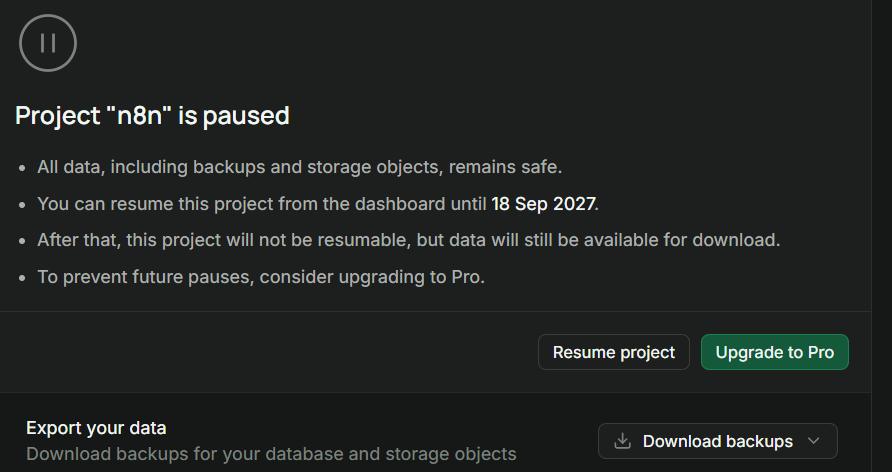 Project "n8n" is paused
All data, including backups and storage objects, remains safe.
You can resume this project from the dashboard until 18 Sep 2027.
After that, this project will not be resumable, but data will still be available for download.
To prevent future pauses, consider upgrading to Pro.
Resume project
Upgrade to Pro
Export your data
Download backups for your database and storage objects
Download backups